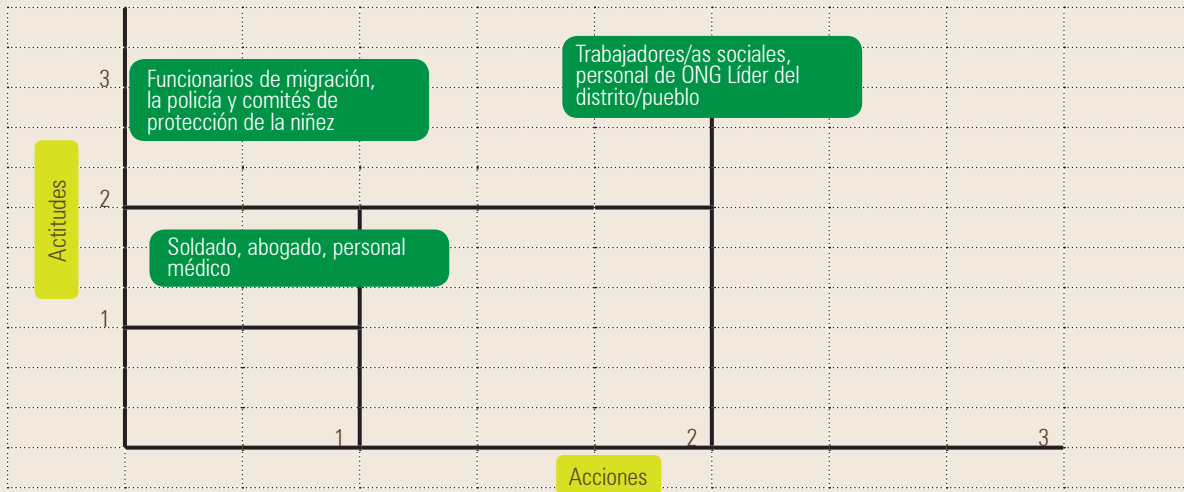 Trabajadores/as sociales,
personal de ONG Líder del
distrito/pueblo
3
Funcionarios de migración,
la policía y comités de
protección de la niñez
Actitudes
2
Soldado, abogado, personal
médico
1
1
2
3
Acciones